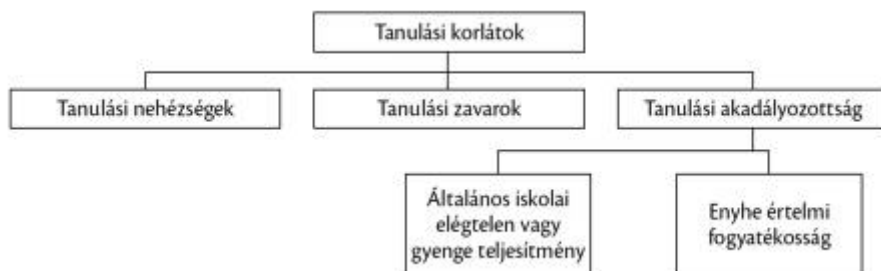 Tanulási korlátok
Tanulási nehézségek
Tanulási zavarok
Tanulási akadályozottság
Általános iskolai
elégtelen vagy
gyenge teljesítmény
Enyhe értelmi
fogyatékosság